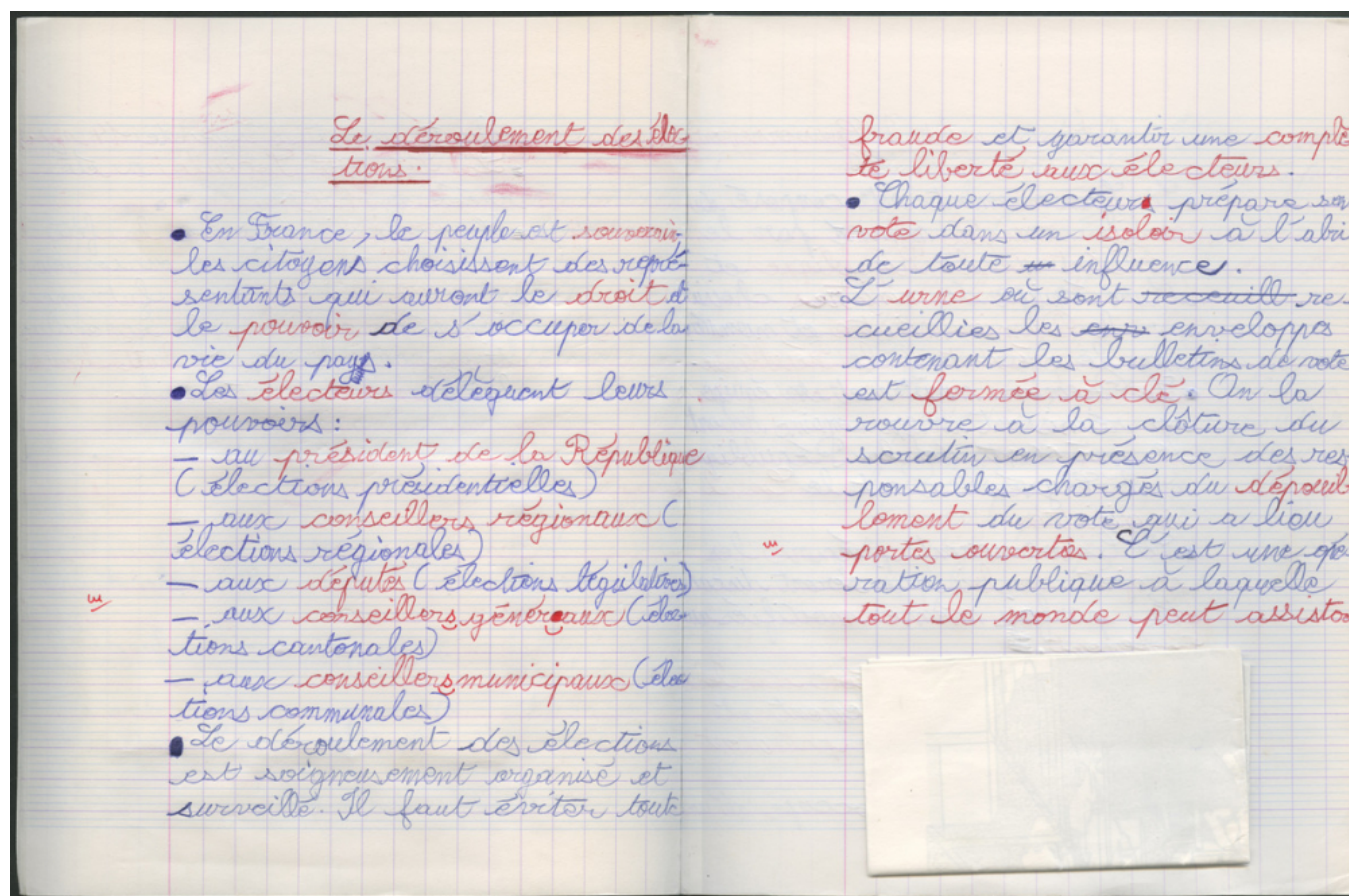 Le déroulement des élec
tions.
• En France, le peuple est souverain,
les citoyens choisissent des repré-
sentants qui auront le droit et
le pouvoir de s'occuper de la
vie du pays.
• Les électeurs délèguent leurs
pouvoirs :
– au président de la République
(élections présidentielles)
– aux conseillers régionaux (
élections régionales)
– aux députés (élections législatives)
– aux conseillers généraux (élec
tions cantonales)
– aux conseillers municipaux (élec
tions communales)
• Le déroulement des élections
est soigneusement organisé et
surveillé. Il faut éviter toute
fraude et garantir une complè
te liberté aux électeurs.
• Chaque électeur prépare son
vote dans un isoloir à l'abri
de toute influence.
L'urne où sont receuill re
cueillies les env enveloppes
contenant les bulletins de vote
est fermée à clé. On la
rouvre à la clôture du
scrutin en présence des res
ponsables chargés du dépouil
lement du vote qui a lieu
portes ouvertes. C'est une opé
ration publique à laquelle
tout le monde peut assister